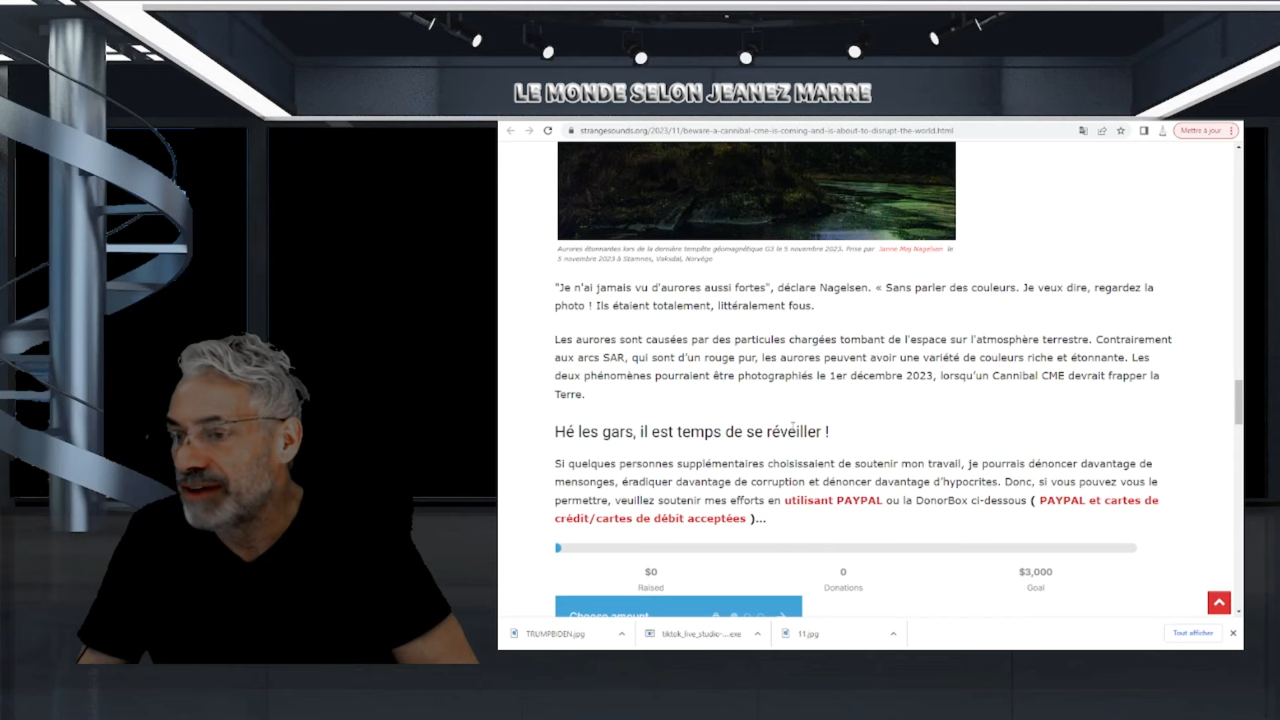 LE MONDE SELON JEANEZ MARRE
strangesounds.org/2023/11/beware-a-cannibal-cme-is-coming-and-is-about-to-disrupt-the-world.html
Mettre à jour
Aurores étonnantes lors de la dernière tempête géomagnétique G3 le 5 novembre 2023. Prise par Janne Maj Nagelsen le
5 novembre 2023 à Stamnes, Vaksdal, Norvège
"Je n'ai jamais vu d'aurores aussi fortes", déclare Nagelsen. « Sans parler des couleurs. Je veux dire, regardez la
photo ! Ils étaient totalement, littéralement fous.
Les aurores sont causées par des particules chargées tombant de l'espace sur l'atmosphère terrestre. Contrairement
aux arcs SAR, qui sont d'un rouge pur, les aurores peuvent avoir une variété de couleurs riche et étonnante. Les
deux phénomènes pourraient être photographiés le 1er décembre 2023, lorsqu'un Cannibal CME devrait frapper la
Terre.
Hé les gars, il est temps de se réveiller !
Si quelques personnes supplémentaires choisissaient de soutenir mon travail, je pourrais dénoncer davantage de
mensonges, éradiquer davantage de corruption et dénoncer davantage d'hypocrites. Donc, si vous pouvez vous le
permettre, veuillez soutenir mes efforts en utilisant PAYPAL ou la DonorBox ci-dessous ( PAYPAL et cartes de
crédit/cartes de débit acceptées )...
$0 0 $3,000
Raised Donations Goal
Choose amount
TRUMPBIDEN.jpg tiktok_live_studio-....exe 11.jpg Tout afficher